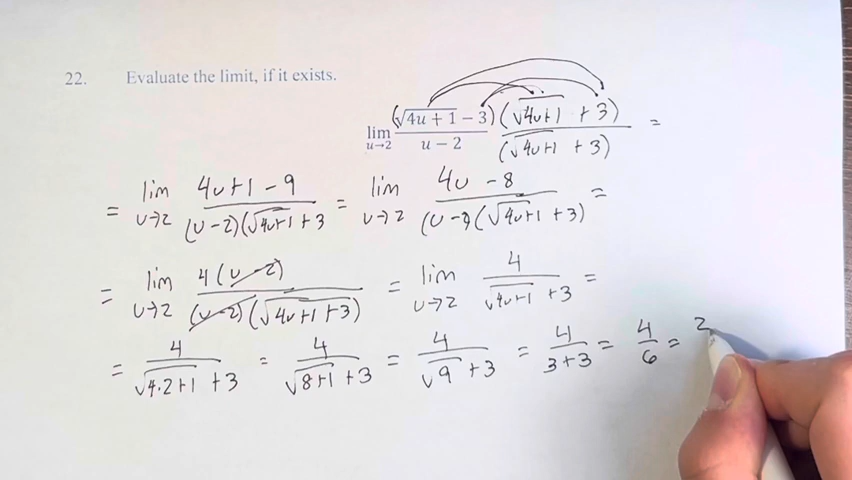 22. Evaluate the limit, if it exists.
lim u→2 (√4u + 1 − 3)/(u − 2) (√4u+1 + 3)/(√4u+1 + 3) =
= lim u→2 4u+1 − 9/(u−2)(√4u+1 + 3 = lim u→2 4u − 8/(u−2)(√4u+1 + 3) =
= lim u→2 4(u−2)/(u−2)(√4u+1+3) = lim u→2 4/√4u+1 + 3 =
= 4/√4·2+1 + 3 = 4/√8+1 + 3 = 4/√9 + 3 = 4/3+3 = 4/6 = 2